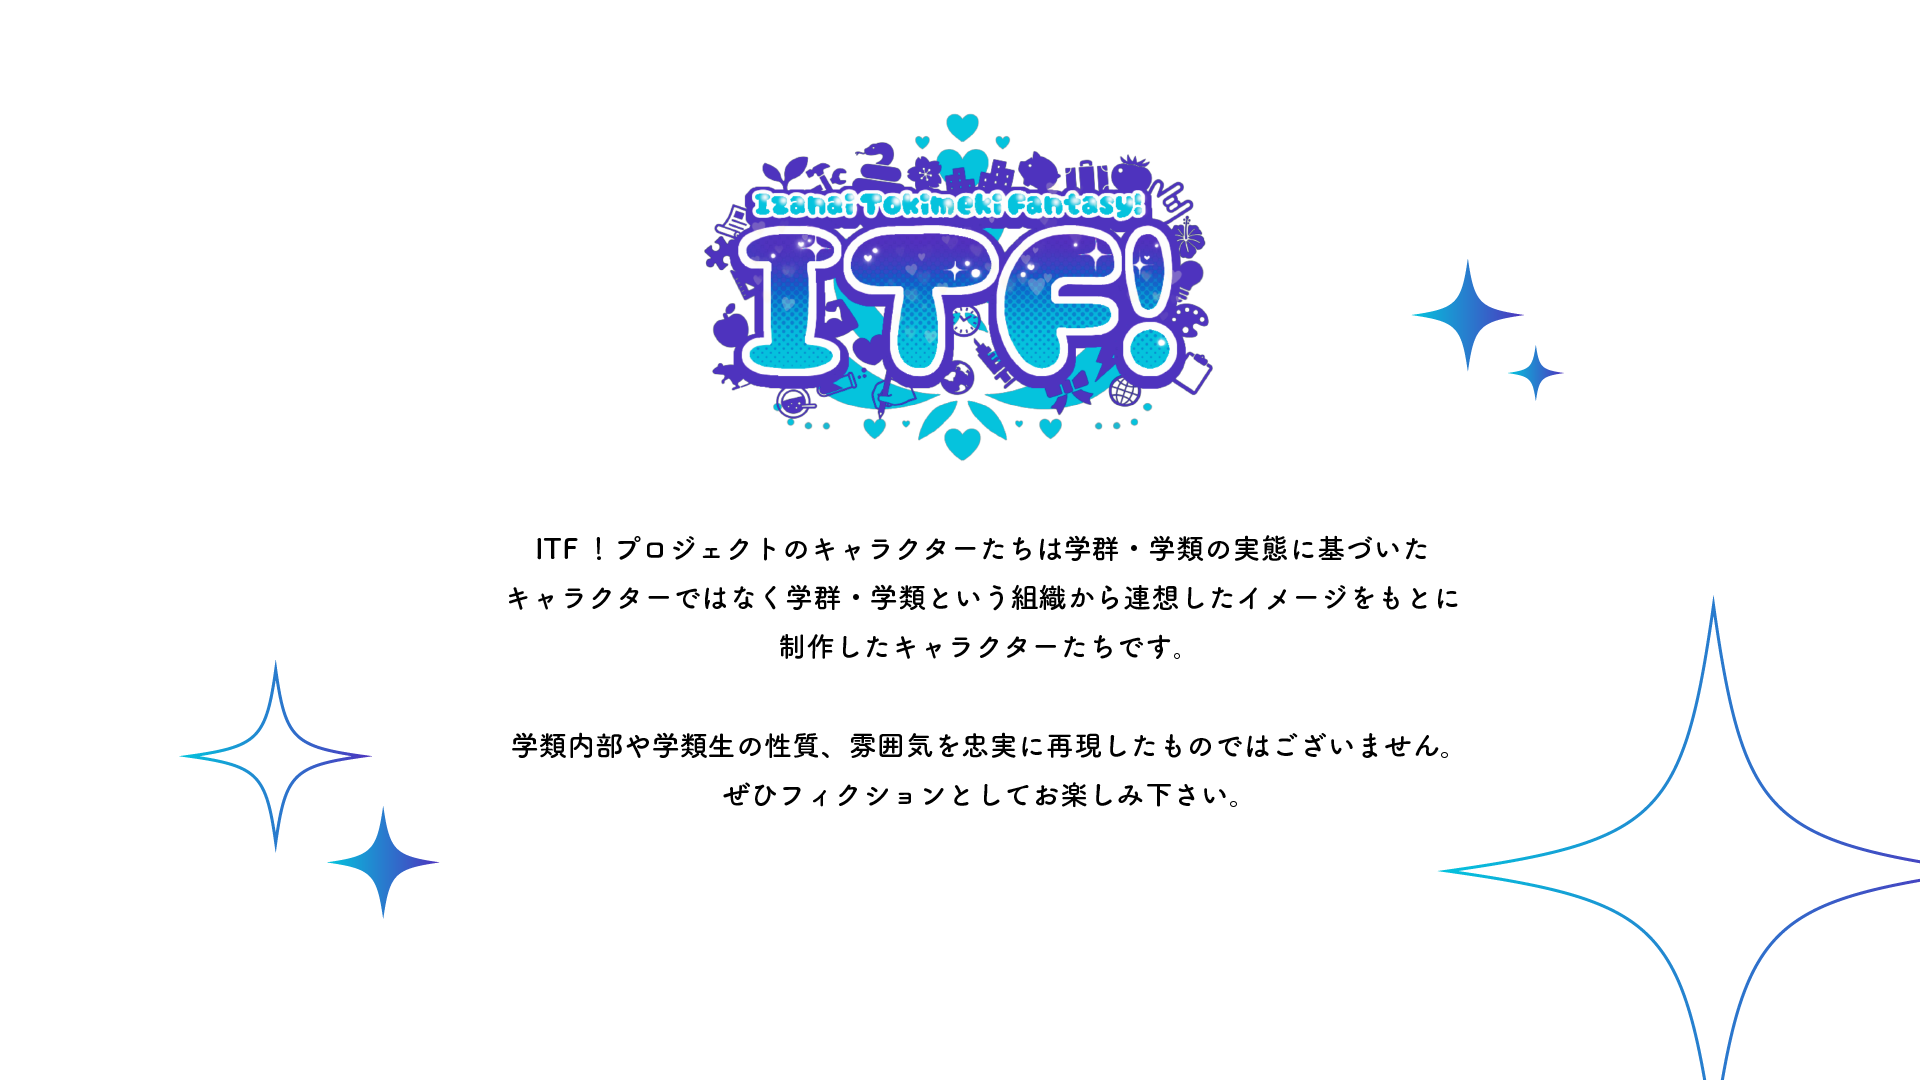 Izanai Tokimeki Fantasy!
ITF!
ITF ！プロジェクトのキャラクターたちは学群・学類の実態に基づいた
キャラクターではなく学群・学類という組織から連想したイメージをもとに
制作したキャラクターたちです。
学類内部や学類生の性質、雰囲気を忠実に再現したものではございません。
ぜひフィクションとしてお楽しみ下さい。